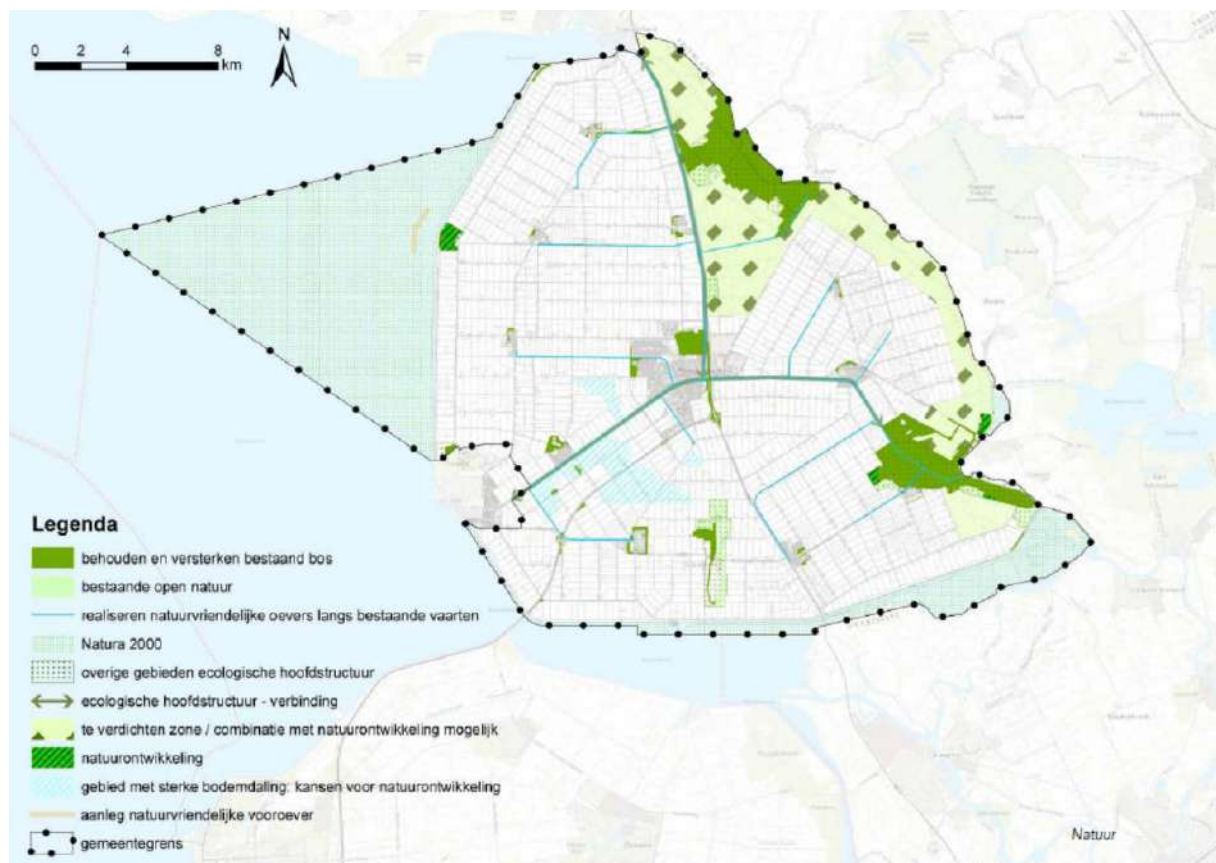 N
0 2 4 8
km
Legenda
behouden en versterken bestaand bos
bestaande open natuur
realiseren natuurvriendelijke oevers langs bestaande vaarten
Natura 2000
overige gebieden ecologische hoofdstructuur
ecologische hoofdstructuur - verbinding
te verdichten zone / combinatie met natuurontwikkeling mogelijk
natuurontwikkeling
gebied met sterke bodemdaling: kansen voor natuurontwikkeling
aanleg natuurvriendelijke vooroever
gemeentegrens
Natuur